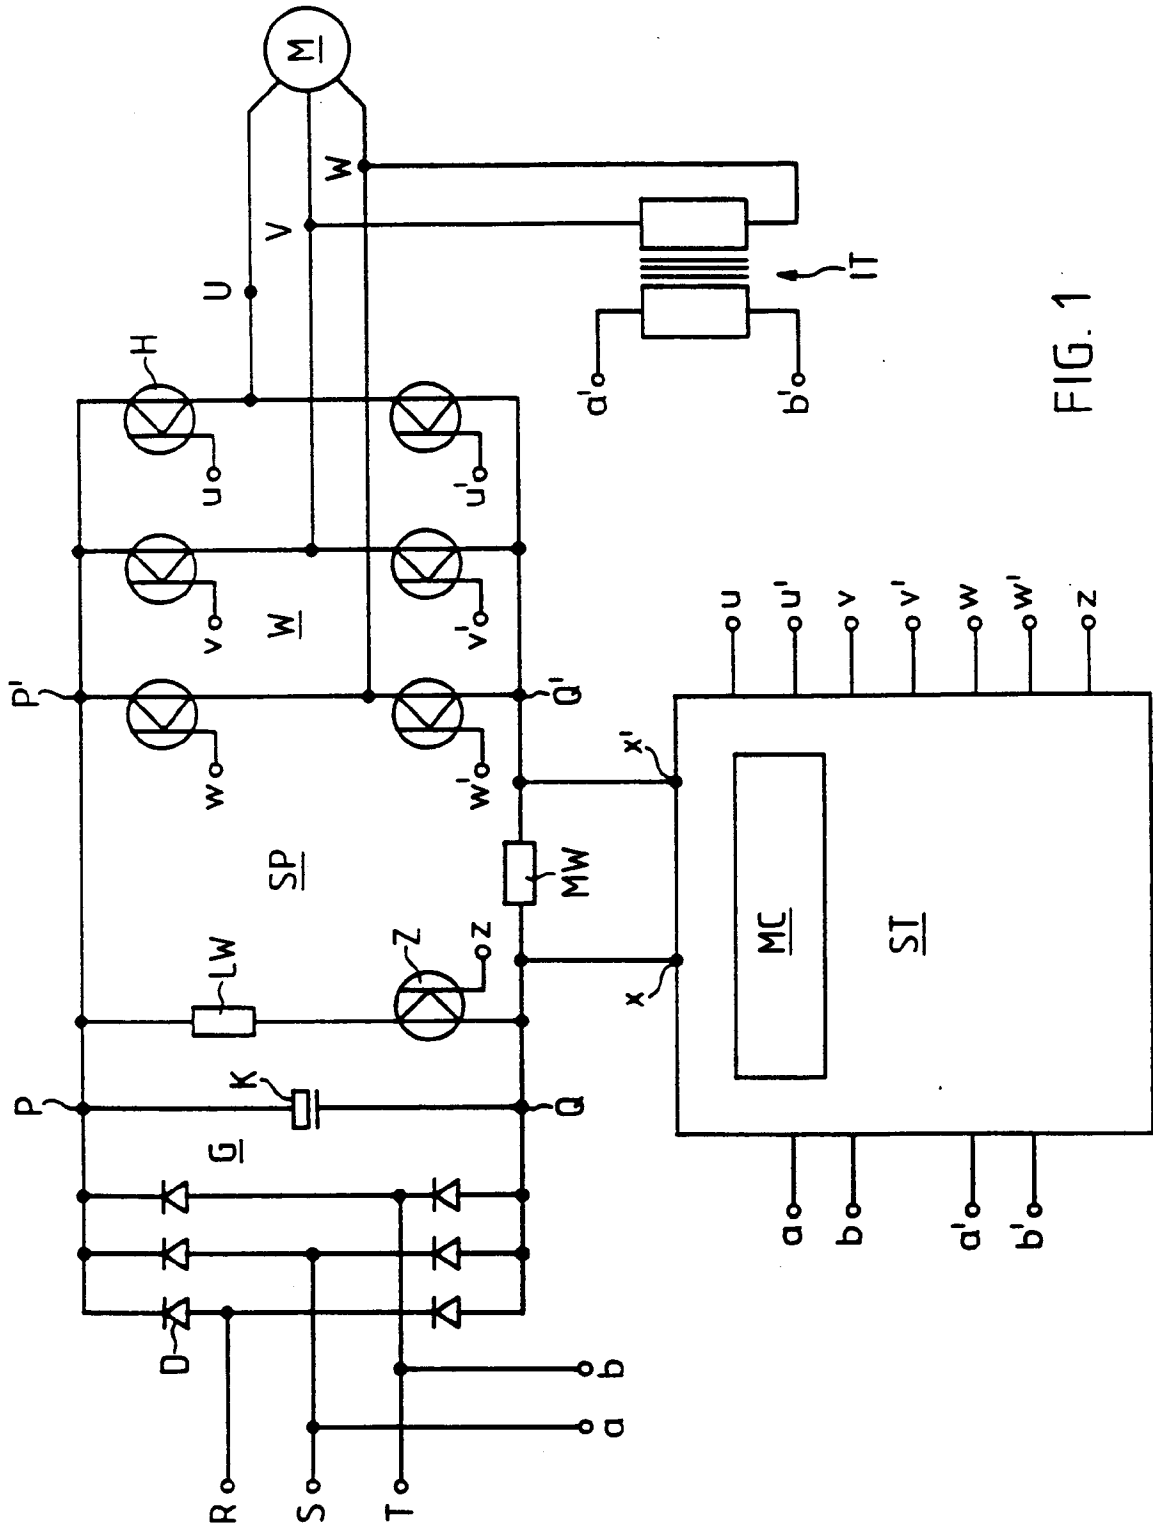 R
S
T
a
b
D
G
P
Q
K
LW
Z
z
SP
MW
P'
Q'
w
w'
W
v
v'
u
u'
H
U
V
W
M
a'
b'
IT
x
x'
MC
ST
a
b
a'
b'
u
u'
v
v'
w
w'
z
FIG. 1